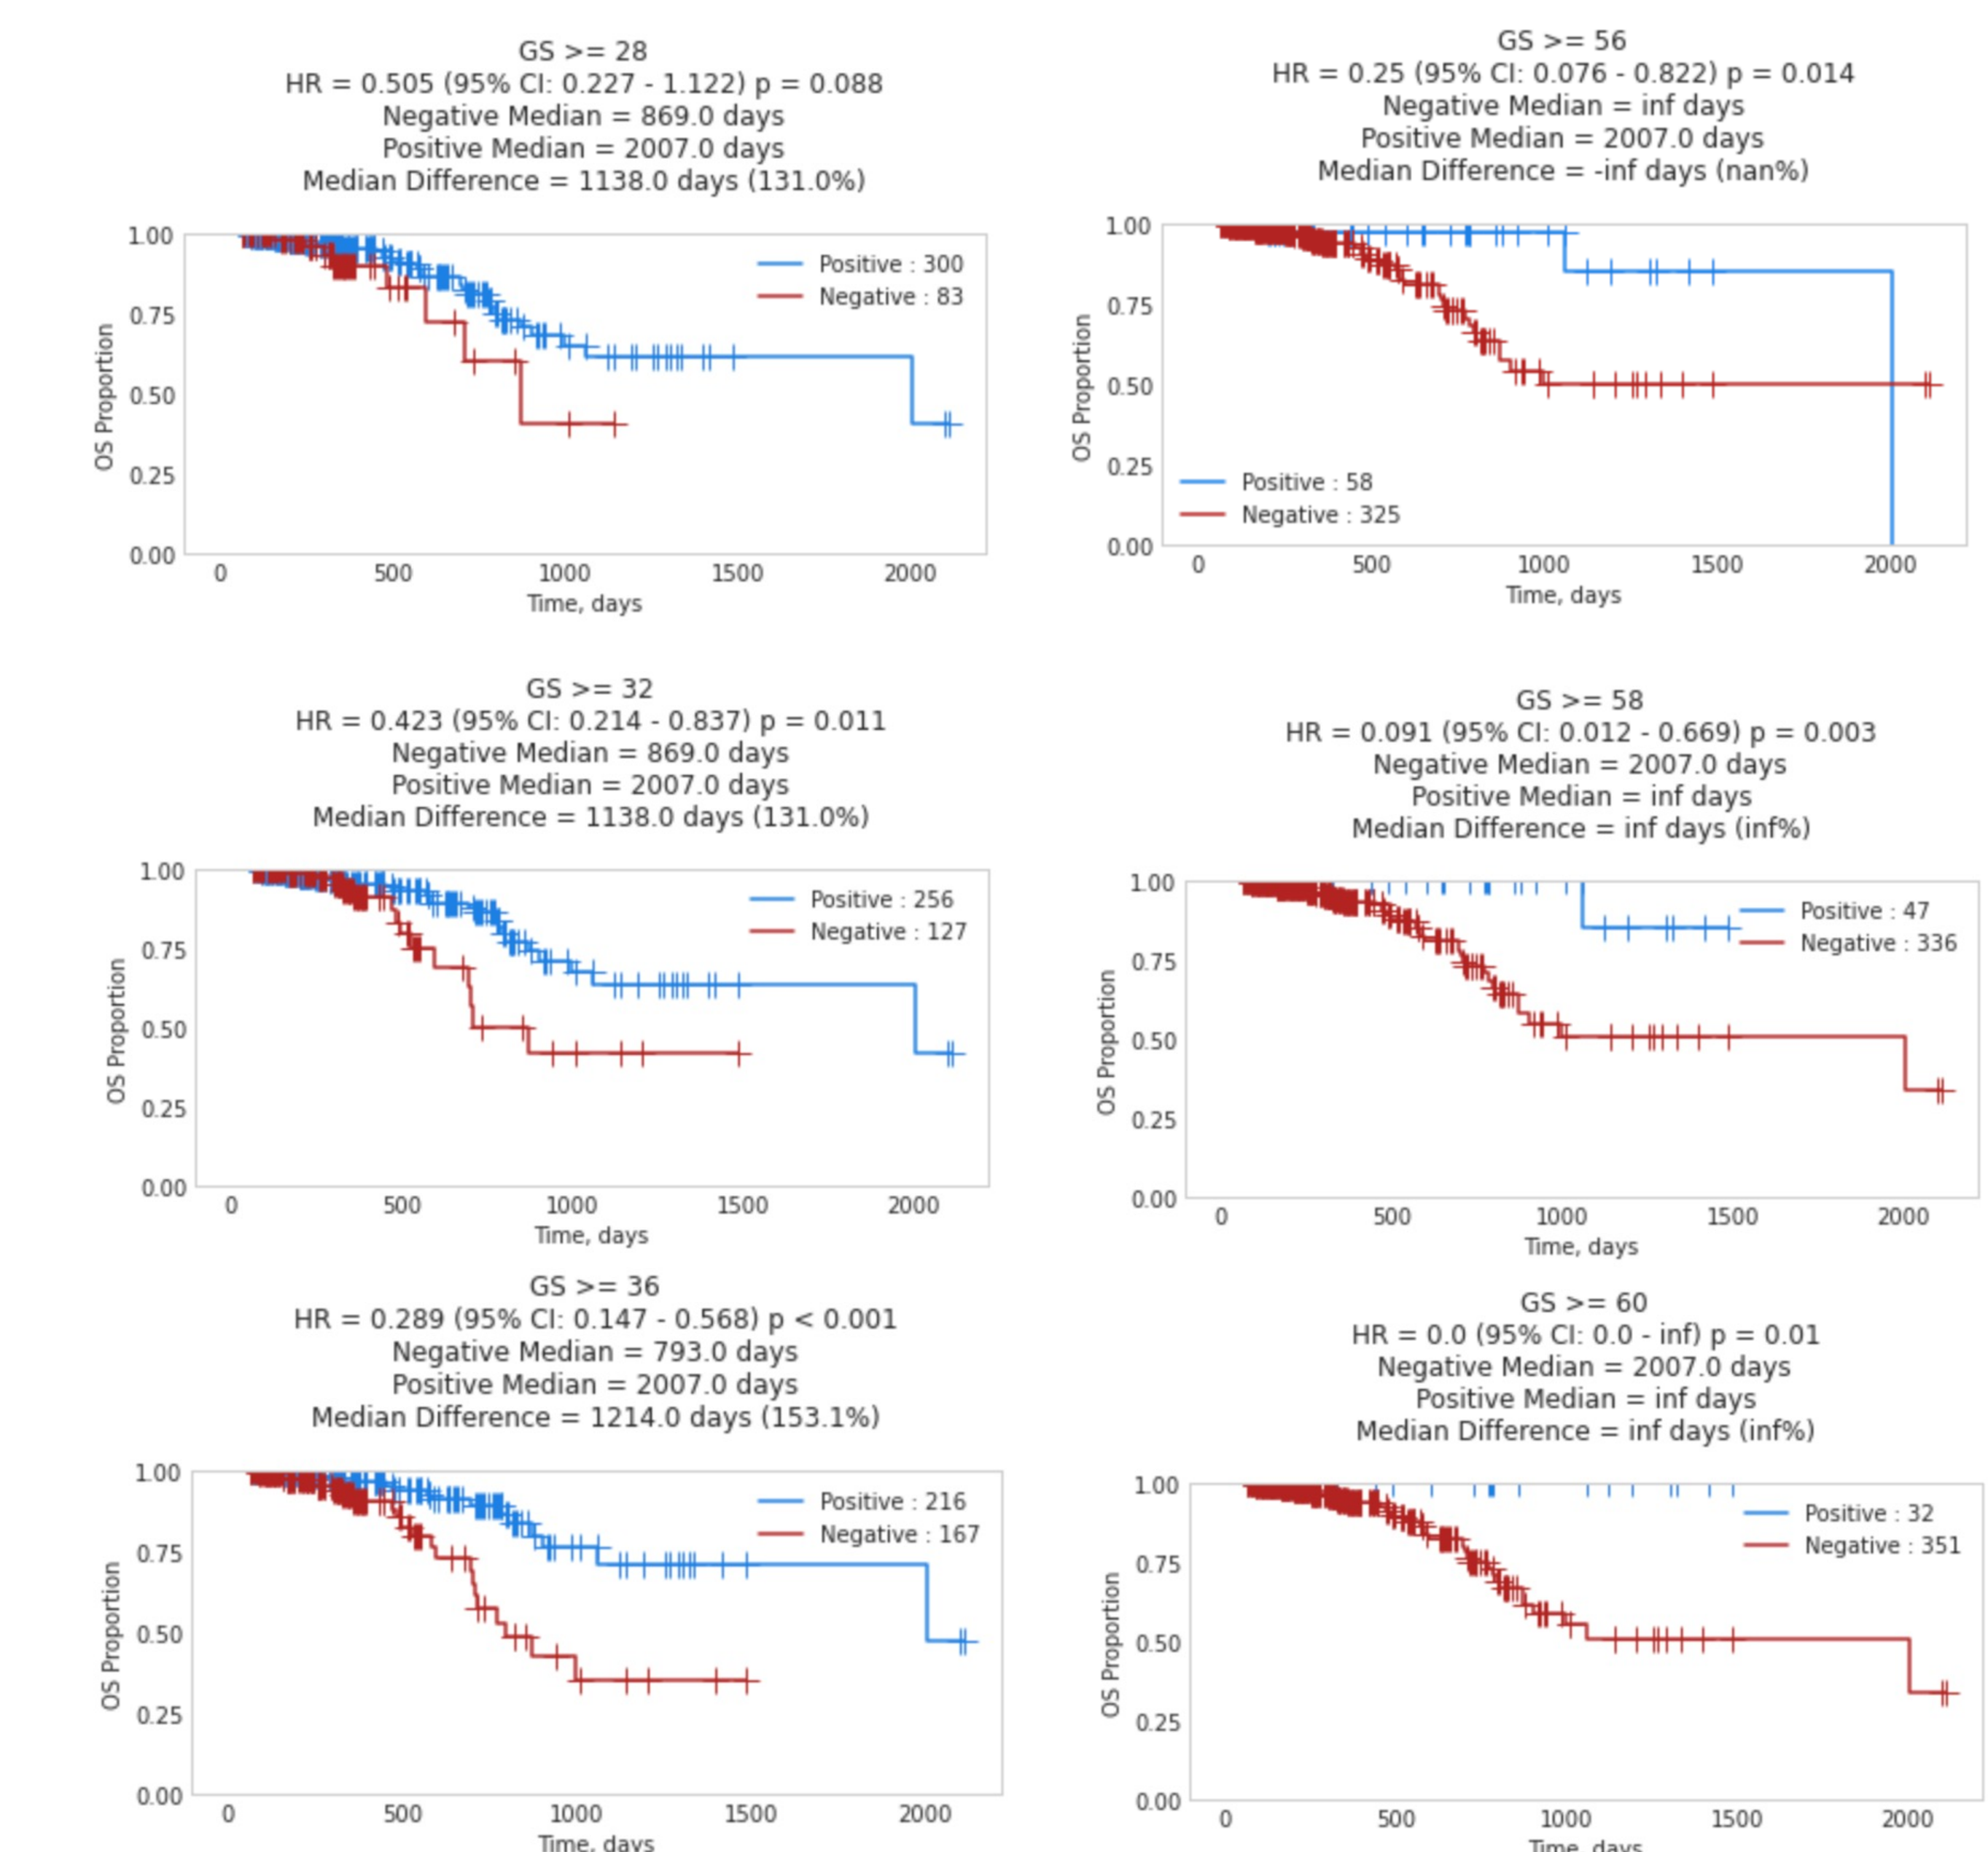 GS >= 28
HR = 0.505 (95% CI: 0.227 - 1.122) p = 0.088
Negative Median = 869.0 days
Positive Median = 2007.0 days
Median Difference = 1138.0 days (131.0%)
1.00
0.75
0.50
0.25
0.00
OS Proportion
Positive : 300
Negative : 83
0 500 1000 1500 2000
Time, days
GS >= 56
HR = 0.25 (95% CI: 0.076 - 0.822) p = 0.014
Negative Median = inf days
Positive Median = 2007.0 days
Median Difference = -inf days (nan%)
1.00
0.75
0.50
0.25
0.00
OS Proportion
Positive : 58
Negative : 325
0 500 1000 1500 2000
Time, days
GS >= 32
HR = 0.423 (95% CI: 0.214 - 0.837) p = 0.011
Negative Median = 869.0 days
Positive Median = 2007.0 days
Median Difference = 1138.0 days (131.0%)
1.00
0.75
0.50
0.25
0.00
OS Proportion
Positive : 256
Negative : 127
0 500 1000 1500 2000
Time, days
GS >= 58
HR = 0.091 (95% CI: 0.012 - 0.669) p = 0.003
Negative Median = 2007.0 days
Positive Median = inf days
Median Difference = inf days (inf%)
1.00
0.75
0.50
0.25
0.00
OS Proportion
Positive : 47
Negative : 336
0 500 1000 1500 2000
Time, days
GS >= 36
HR = 0.289 (95% CI: 0.147 - 0.568) p < 0.001
Negative Median = 793.0 days
Positive Median = 2007.0 days
Median Difference = 1214.0 days (153.1%)
1.00
0.75
0.50
0.25
0.00
OS Proportion
Positive : 216
Negative : 167
0 500 1000 1500 2000
Time, days
GS >= 60
HR = 0.0 (95% CI: 0.0 - inf) p = 0.01
Negative Median = 2007.0 days
Positive Median = inf days
Median Difference = inf days (inf%)
1.00
0.75
0.50
0.25
0.00
OS Proportion
Positive : 32
Negative : 351
0 500 1000 1500 2000
Time, days